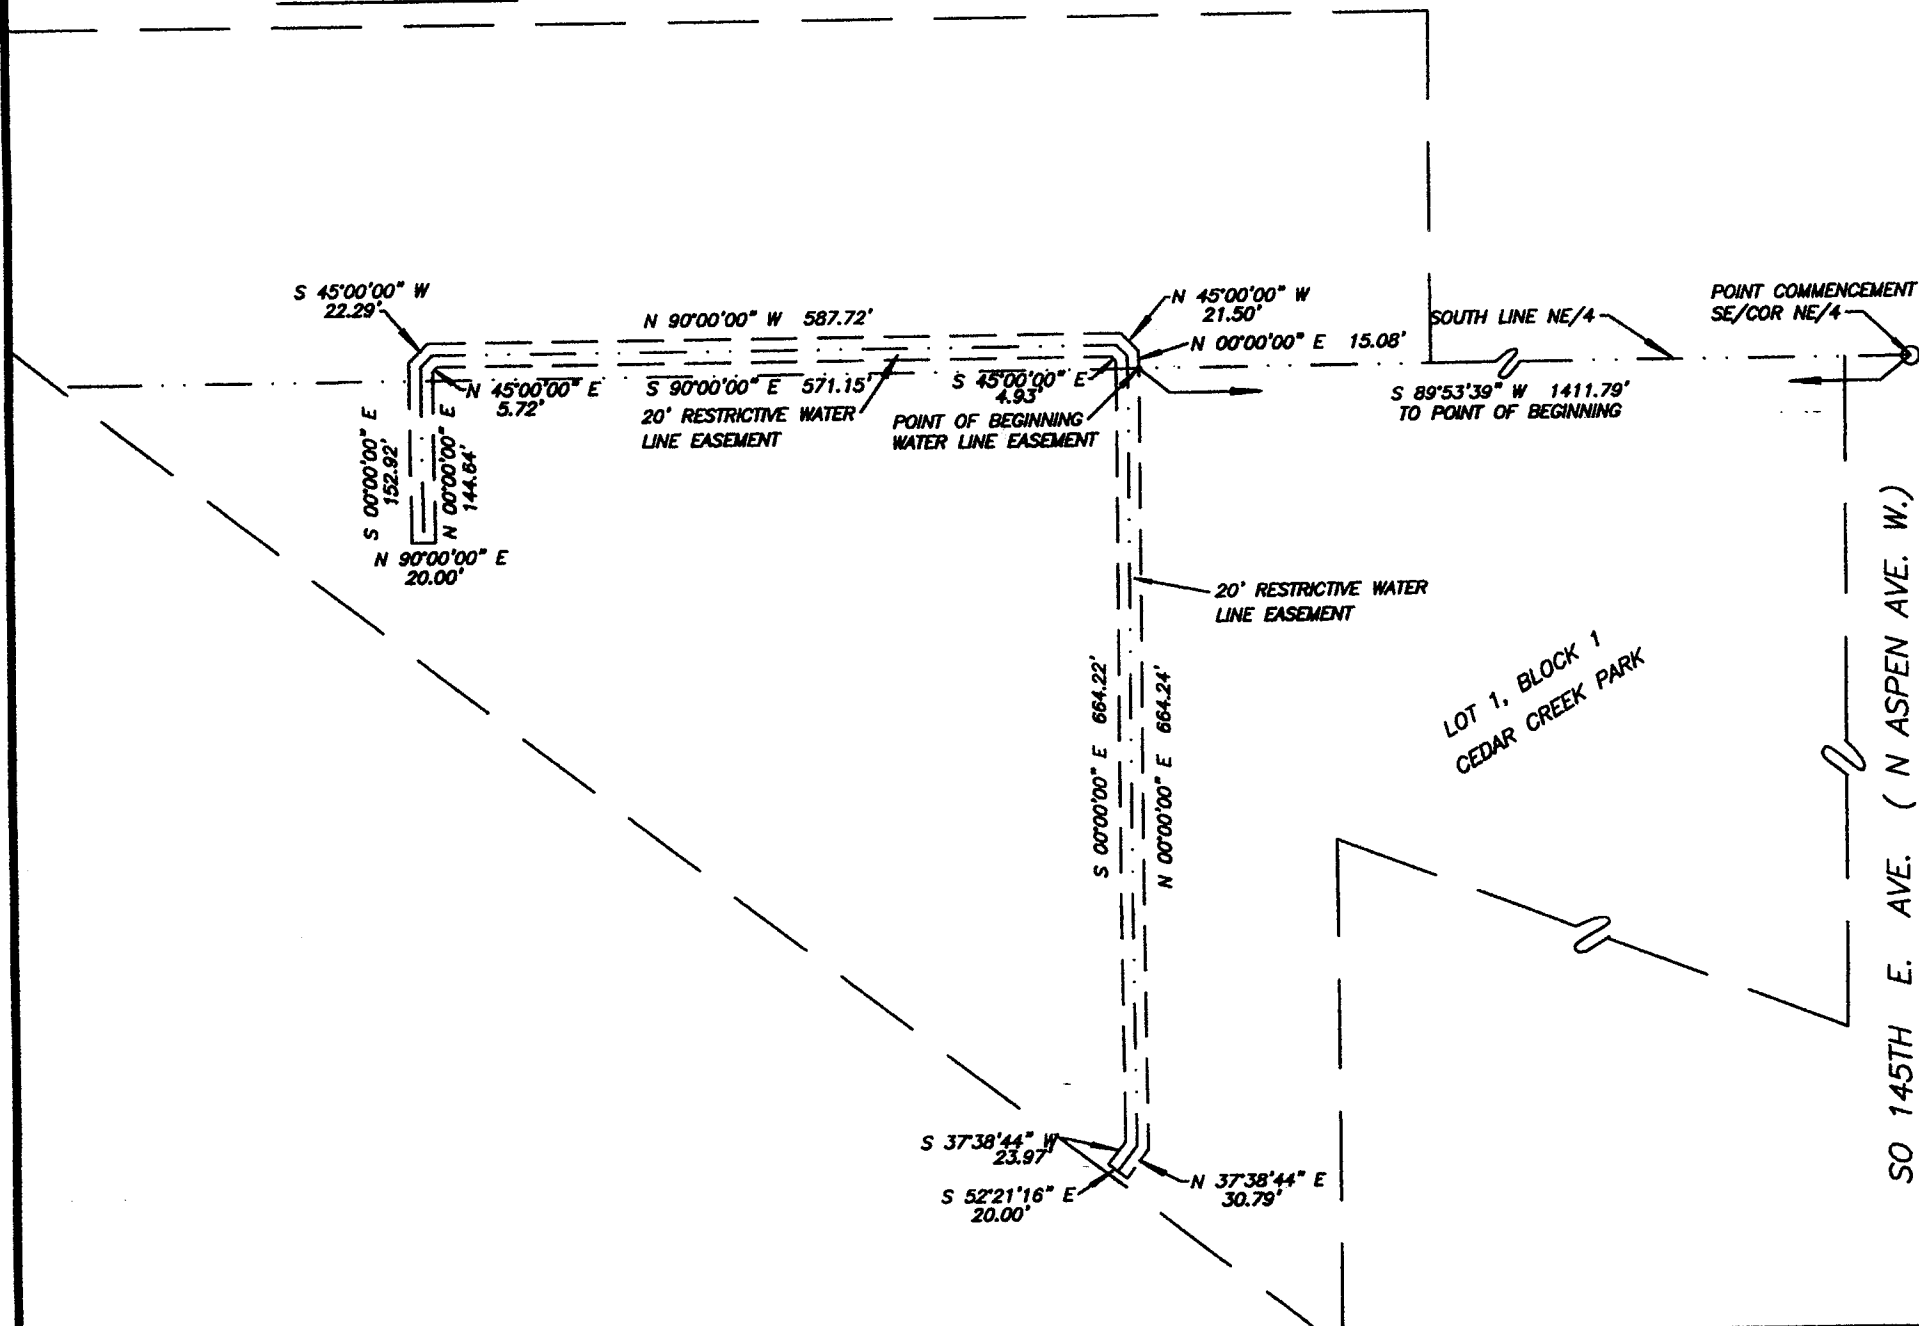 S 45°00'00" W
22.29'
N 90°00'00" W 587.72'
N 45°00'00" W
21.50'
N 00°00'00" E 15.08'
SOUTH LINE NE/4
POINT COMMENCEMENT
SE/COR NE/4
N 45°00'00" E
5.72'
S 90°00'00" E 571.15'
20' RESTRICTIVE WATER
LINE EASEMENT
S 45°00'00" E
4.93'
POINT OF BEGINNING
WATER LINE EASEMENT
S 89°53'39" W 1411.79'
TO POINT OF BEGINNING
S 00°00'00" E
152.92'
N 00°00'00" E
144.64'
N 90°00'00" E
20.00'
20' RESTRICTIVE WATER
LINE EASEMENT
S 00°00'00" E 664.22'
N 00°00'00" E 664.24'
LOT 1, BLOCK 1
CEDAR CREEK PARK
SO 145TH E. AVE. ( N ASPEN AVE. W.)
S 37°38'44" W
23.97'
S 52°21'16" E
20.00'
N 37°38'44" E
30.79'